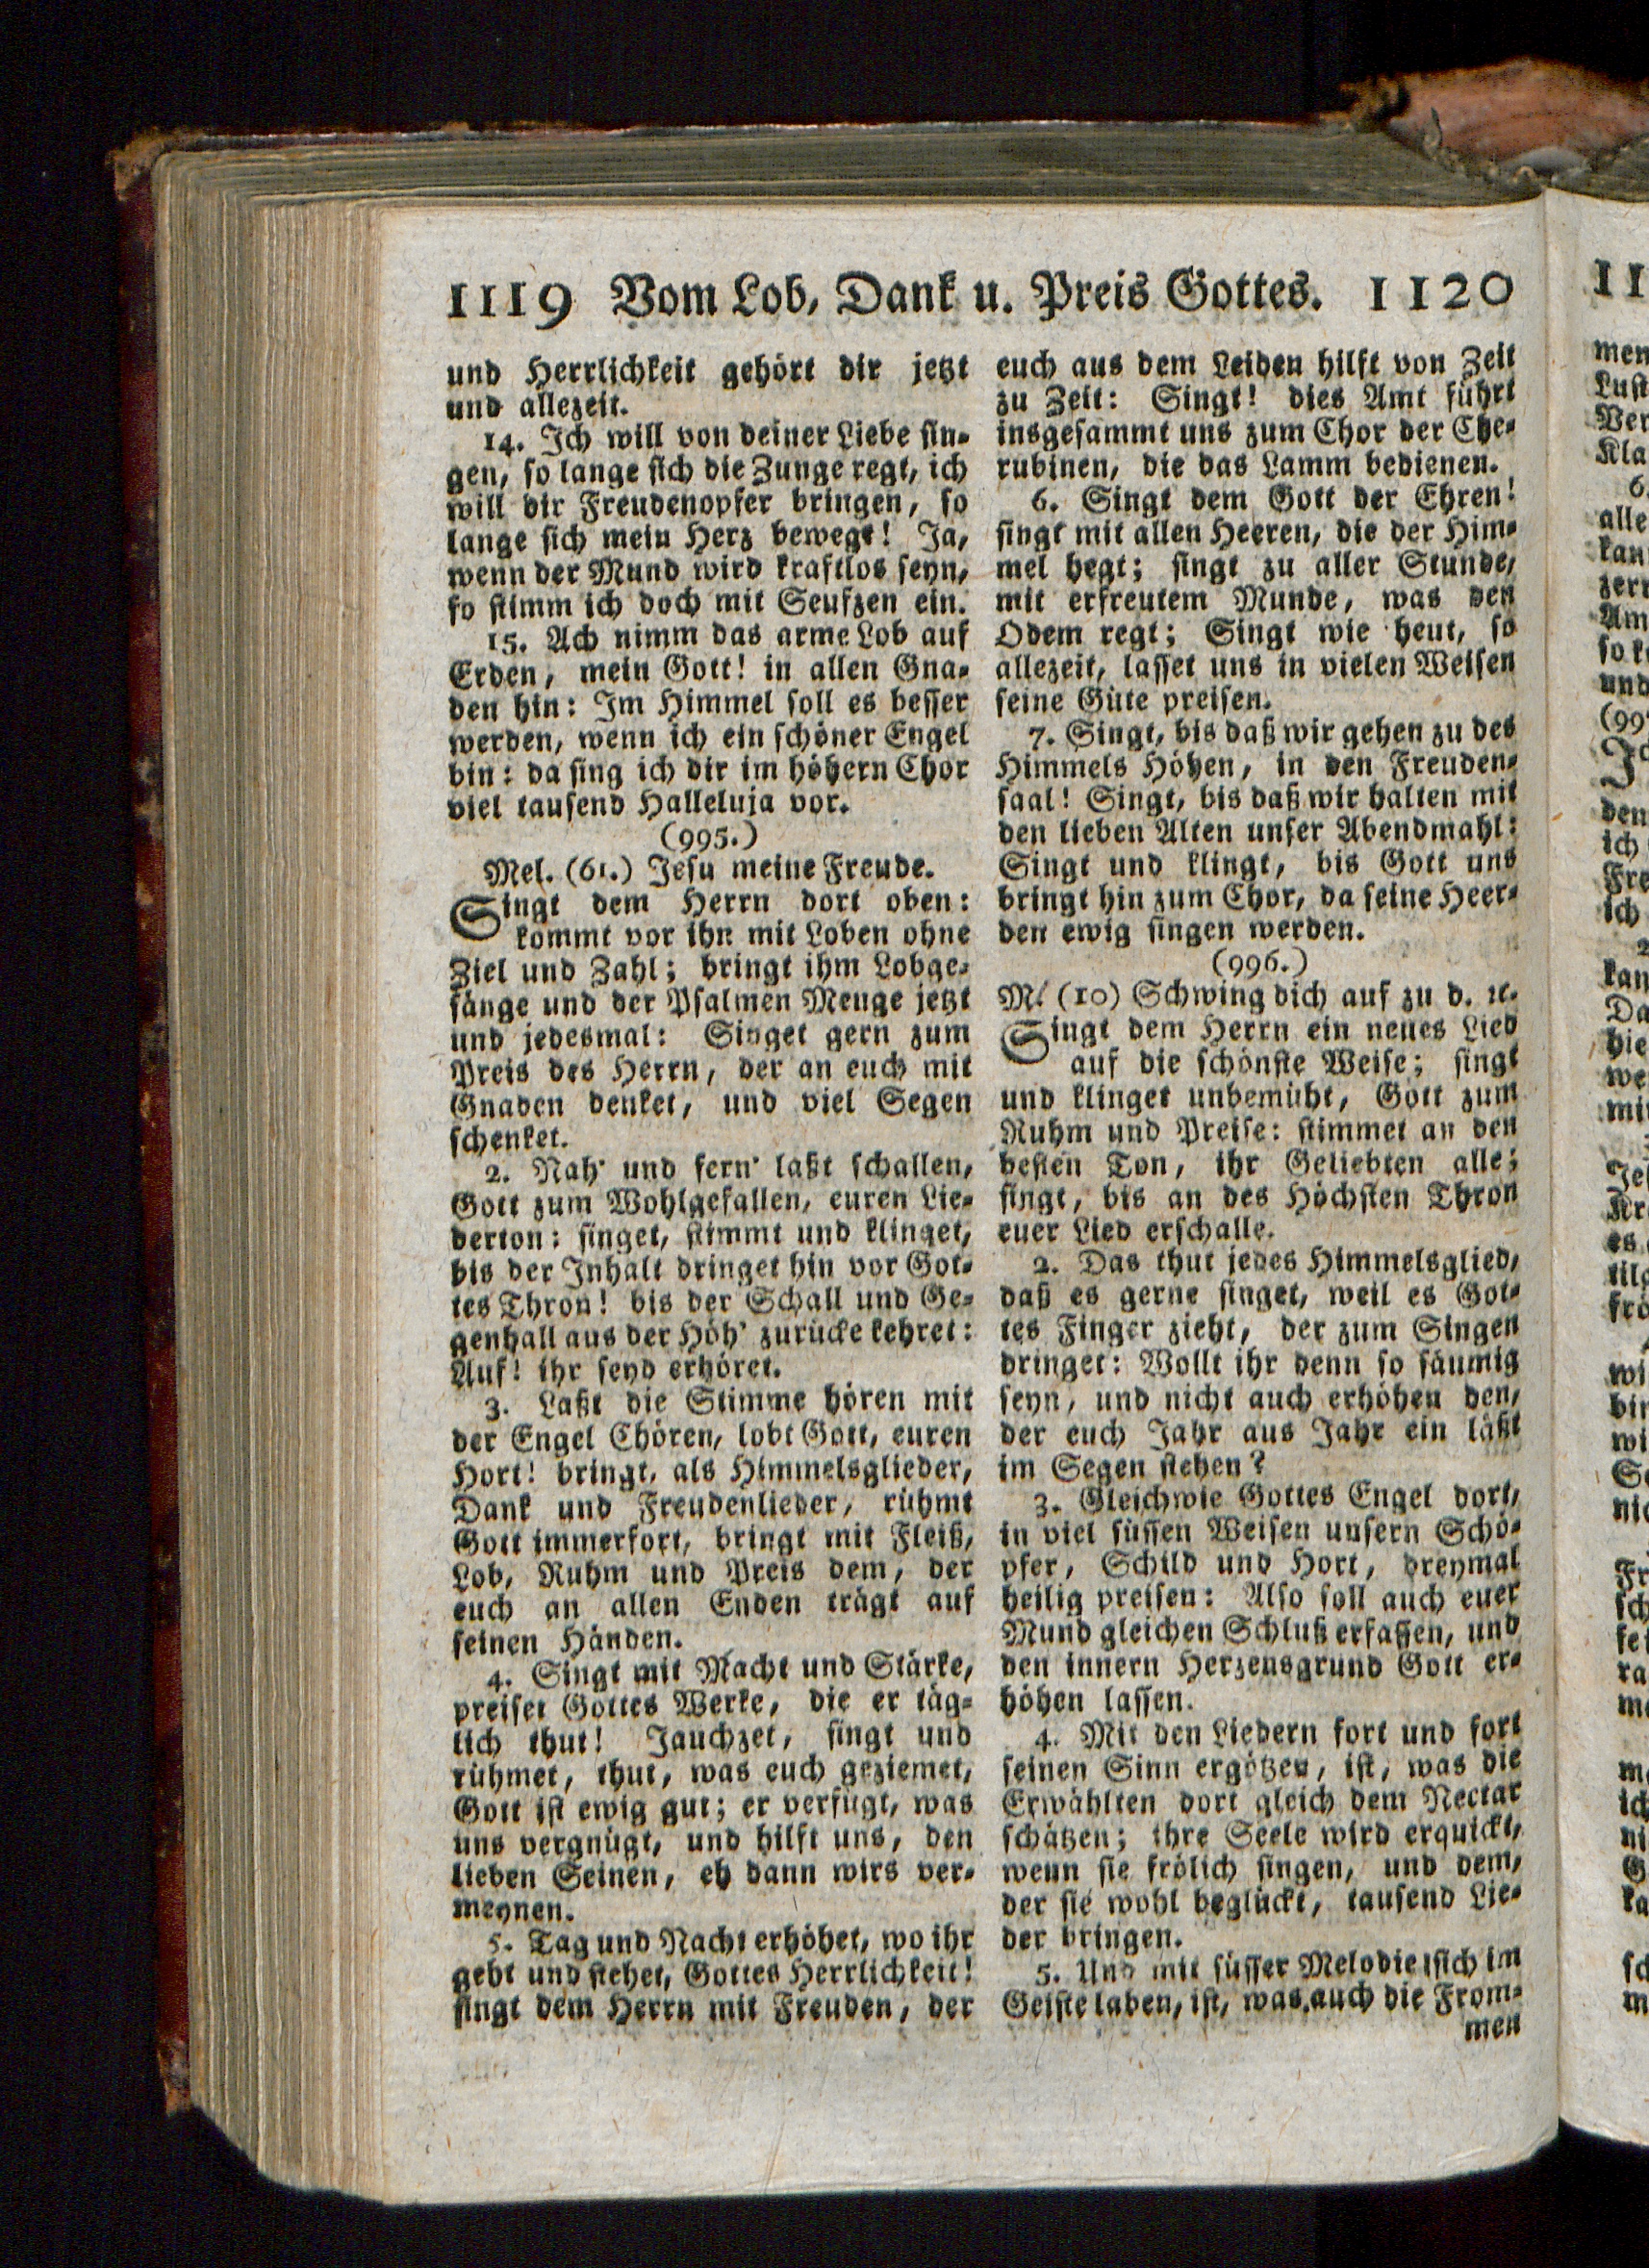 1119 Vom Lob, Dank u. Preis Gottes. 1120
und Herrlichkeit gehört dir jetzt
und allezeit.
14. Ich will von deiner Liebe sin-
gen, so lange sich die Zunge regt, ich
will dir Freudenopfer bringen, so
lange sich mein Herz bewegt! Ja,
wenn der Mund wird kraftlos seyn,
so stimm ich doch mit Seufzen ein.
15. Ach nimm das arme Lob auf
Erden, mein Gott! in allen Gna-
den hin: Im Himmel soll es besser
werden, wenn ich ein schöner Engel
bin: da sing ich dir im höhern Chor
viel tausend Halleluja vor.
(995.)
Mel. (61.) Jesu meine Freude.
Singt dem Herrn dort oben:
kommt vor ihn mit Loben ohne
Ziel und Zahl; bringt ihm Lobge-
sänge und der Psalmen Menge jetzt
und jedesmal: Singet gern zum
Preis des Herrn, der an euch mit
Gnaden denket, und viel Segen
schenket.
2. Nah' und fern' laßt schallen,
Gott zum Wohlgefallen, euren Lie-
derton: singet, stimmt und klinget,
bis der Inhalt dringet hin vor Got-
tes Thron! bis der Schall und Ge-
genhall aus der Höh' zurücke kehret:
Auf! ihr seyd erhöret.
3. Laßt die Stimme hören mit
der Engel Chören, lobt Gott, euren
Hort! bringt, als Himmelsglieder,
Dank und Freudenlieder, rühmt
Gott immerfort, bringt mit Fleiß,
Lob, Ruhm und Preis dem, der
euch an allen Enden trägt auf
seinen Händen.
4. Singt mit Macht und Stärke,
preiset Gottes Werke, die er täg-
lich thut! Jauchzet, singt und
rühmet, thut, was euch geziemet,
Gott ist ewig gut; er verfügt, was
uns vergnügt, und hilft uns, den
lieben Seinen, eh dann wirs ver-
meynen.
5. Tag und Nacht erhöhet, wo ihr
geht und stehet, Gottes Herrlichkeit!
singt dem Herrn mit Freuden, der
euch aus dem Leiden hilft von Zeit
zu Zeit: Singt! dies Amt führt
insgesammt uns zum Chor der Che-
rubinen, die das Lamm bedienen.
6. Singt dem Gott der Ehren!
singt mit allen Heeren, die der Him-
mel hegt; singt zu aller Stunde,
mit erfreutem Munde, was den
Odem regt; Singt wie heut, so
allezeit, lasset uns in vielen Weisen
seine Güte preisen.
7. Singt, bis daß wir gehen zu des
Himmels Höhen, in den Freuden-
saal! Singt, bis daß wir halten mit
den lieben Alten unser Abendmahl:
Singt und klingt, bis Gott uns
bringt hin zum Chor, da seine Heer-
den ewig singen werden.
(996.)
M. (10) Schwing dich auf zu d. ꝛc.
Singt dem Herrn ein neues Lied
auf die schönste Weise; singt
und klinget unbemüht, Gott zum
Ruhm und Preise: stimmet an den
besten Ton, ihr Geliebten alle;
singt, bis an des Höchsten Thron
euer Lied erschalle.
2. Das thut jedes Himmelsglied,
daß es gerne singet, weil es Got-
tes Finger zieht, der zum Singen
dringet: Wollt ihr denn so säumig
seyn, und nicht auch erhöhen den,
der euch Jahr aus Jahr ein läßt
im Segen stehen?
3. Gleichwie Gottes Engel dort,
in viel süssen Weisen unsern Schö-
pfer, Schild und Hort, dreymal
heilig preisen: Also soll auch euer
Mund gleichen Schluß erfassen, und
den innern Herzensgrund Gott er-
höhen lassen.
4. Mit den Liedern fort und fort
seinen Sinn ergötzen, ist, was die
Erwählten dort gleich dem Nectar
schätzen; ihre Seele wird erquickt,
wenn sie frölich singen, und dem,
der sie wohl beglückt, tausend Lie-
der bringen.
5. Und mit süsser Melodie sich im
Geiste laben, ist, was auch die From-
men